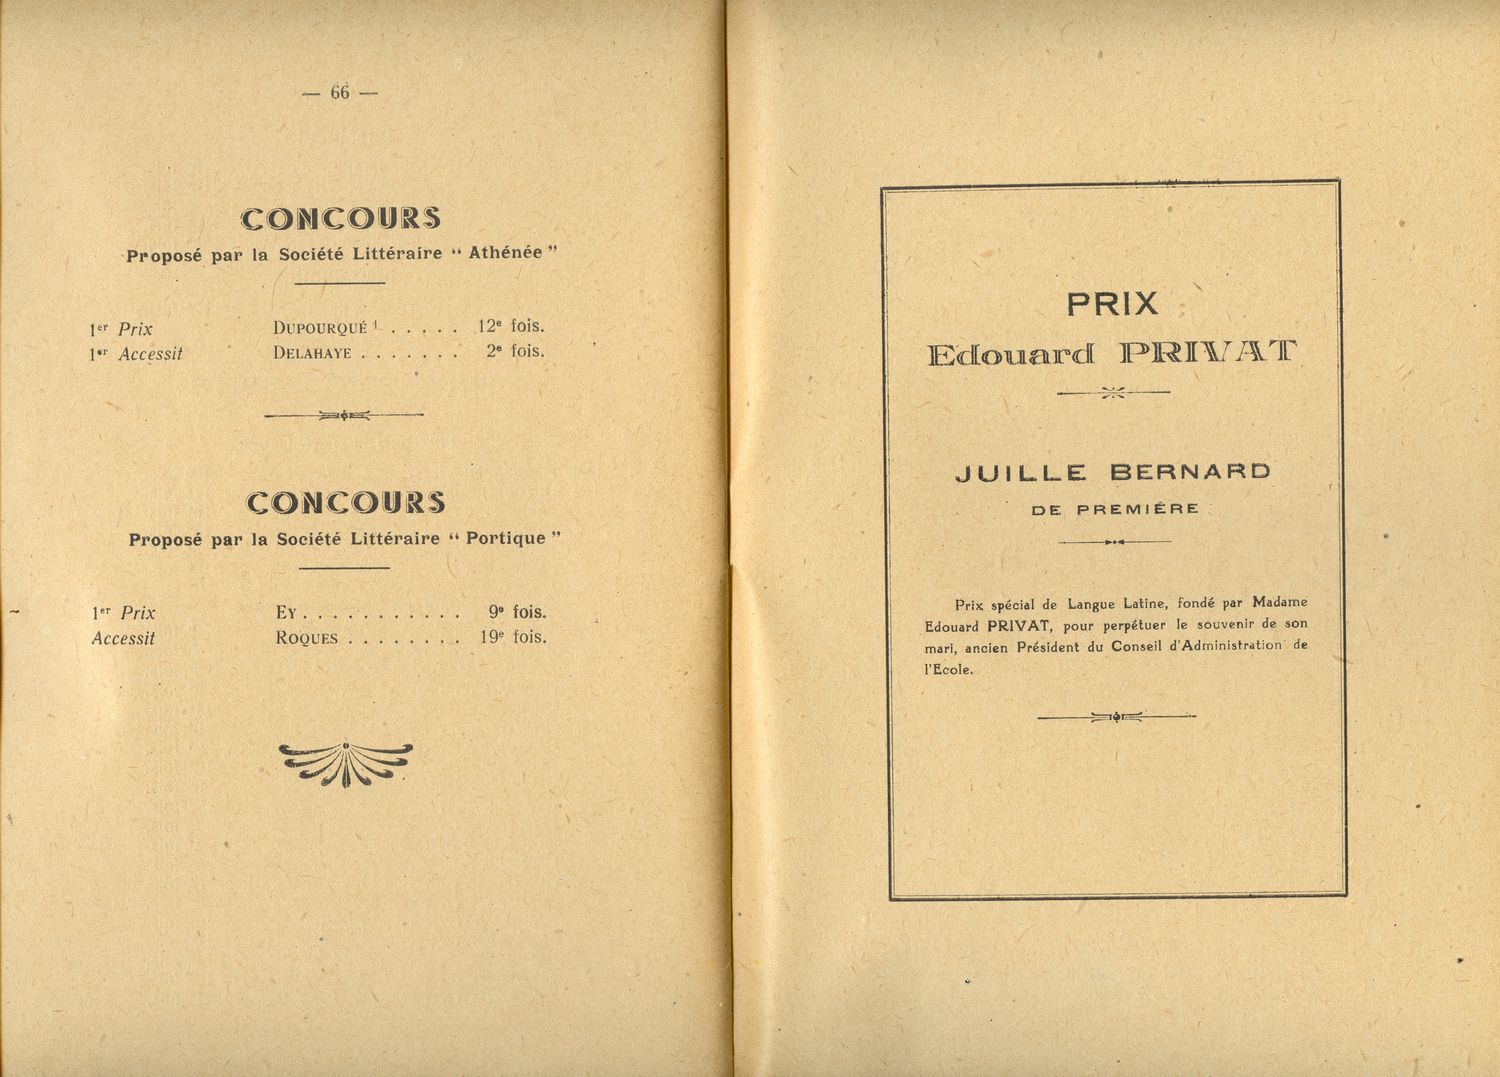 — 66 —
CONCOURS
Proposé par la Société Littéraire “ Athénée ”
1er Prix Dupourqué 1 . . . . . 12e fois.
1er Accessit Delahaye . . . . . . . 2e fois.
CONCOURS
Proposé par la Société Littéraire “ Portique ”
1er Prix Ey . . . . . . . . . . . 9e fois.
Accessit Roques . . . . . . . . 19e fois.
PRIX
Edouard PRIVAT
JUILLE BERNARD
DE PREMIÈRE
Prix spécial de Langue Latine, fondé par Madame
Edouard PRIVAT, pour perpétuer le souvenir de son
mari, ancien Président du Conseil d'Administration de
l'Ecole.